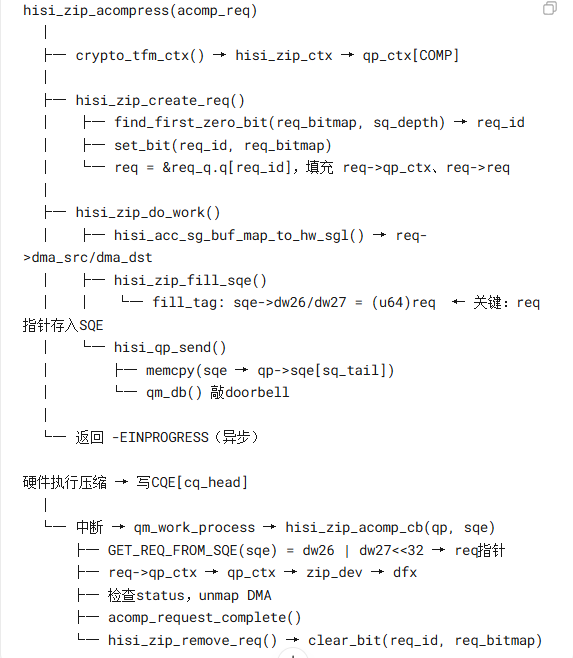 hisi_zip_acompress(acomp_req)
│
├── crypto_tfm_ctx() → hisi_zip_ctx → qp_ctx[COMP]
│
├── hisi_zip_create_req()
│   ├── find_first_zero_bit(req_bitmap, sq_depth) → req_id
│   ├── set_bit(req_id, req_bitmap)
│   └── req = &req_q.q[req_id]，填充 req->qp_ctx、req->req
│
├── hisi_zip_do_work()
│   ├── hisi_acc_sg_buf_map_to_hw_sgl() → req-
>dma_src/dma_dst
│   ├── hisi_zip_fill_sqe()
│   │   └── fill_tag: sqe->dw26/dw27 = (u64)req  ← 关键：req
指针存入SQE
│   └── hisi_qp_send()
│       ├── memcpy(sqe → qp->sqe[sq_tail])
│       └── qm_db() 敲doorbell
│
└── 返回 -EINPROGRESS（异步）

硬件执行压缩 → 写CQE[cq_head]
│
└── 中断 → qm_work_process → hisi_zip_acomp_cb(qp, sqe)
    ├── GET_REQ_FROM_SQE(sqe) = dw26 | dw27<<32 → req指针
    ├── req->qp_ctx → qp_ctx → zip_dev → dfx
    ├── 检查status，unmap DMA
    ├── acomp_request_complete()
    └── hisi_zip_remove_req() → clear_bit(req_id, req_bitmap)